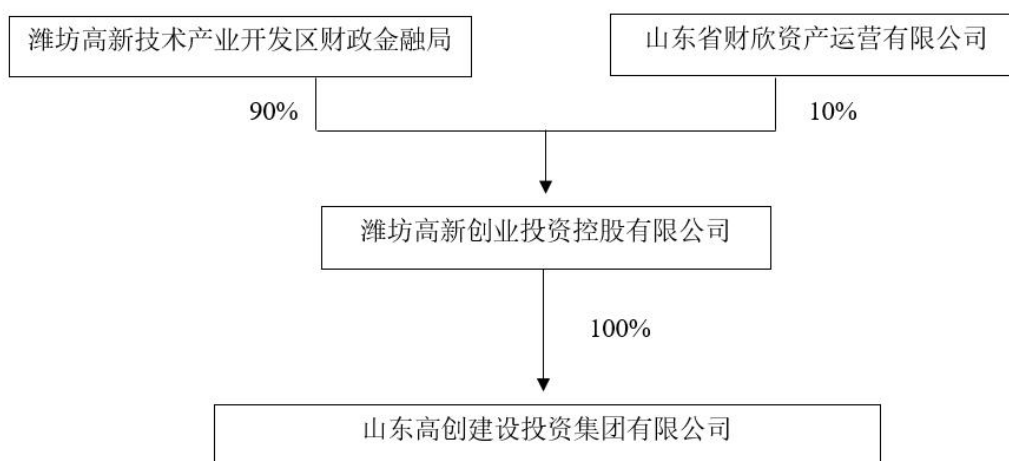 潍坊高新技术产业开发区财政金融局
山东省财欣资产运营有限公司
90%
10%
潍坊高新创业投资控股有限公司
100%
山东高创建设投资集团有限公司